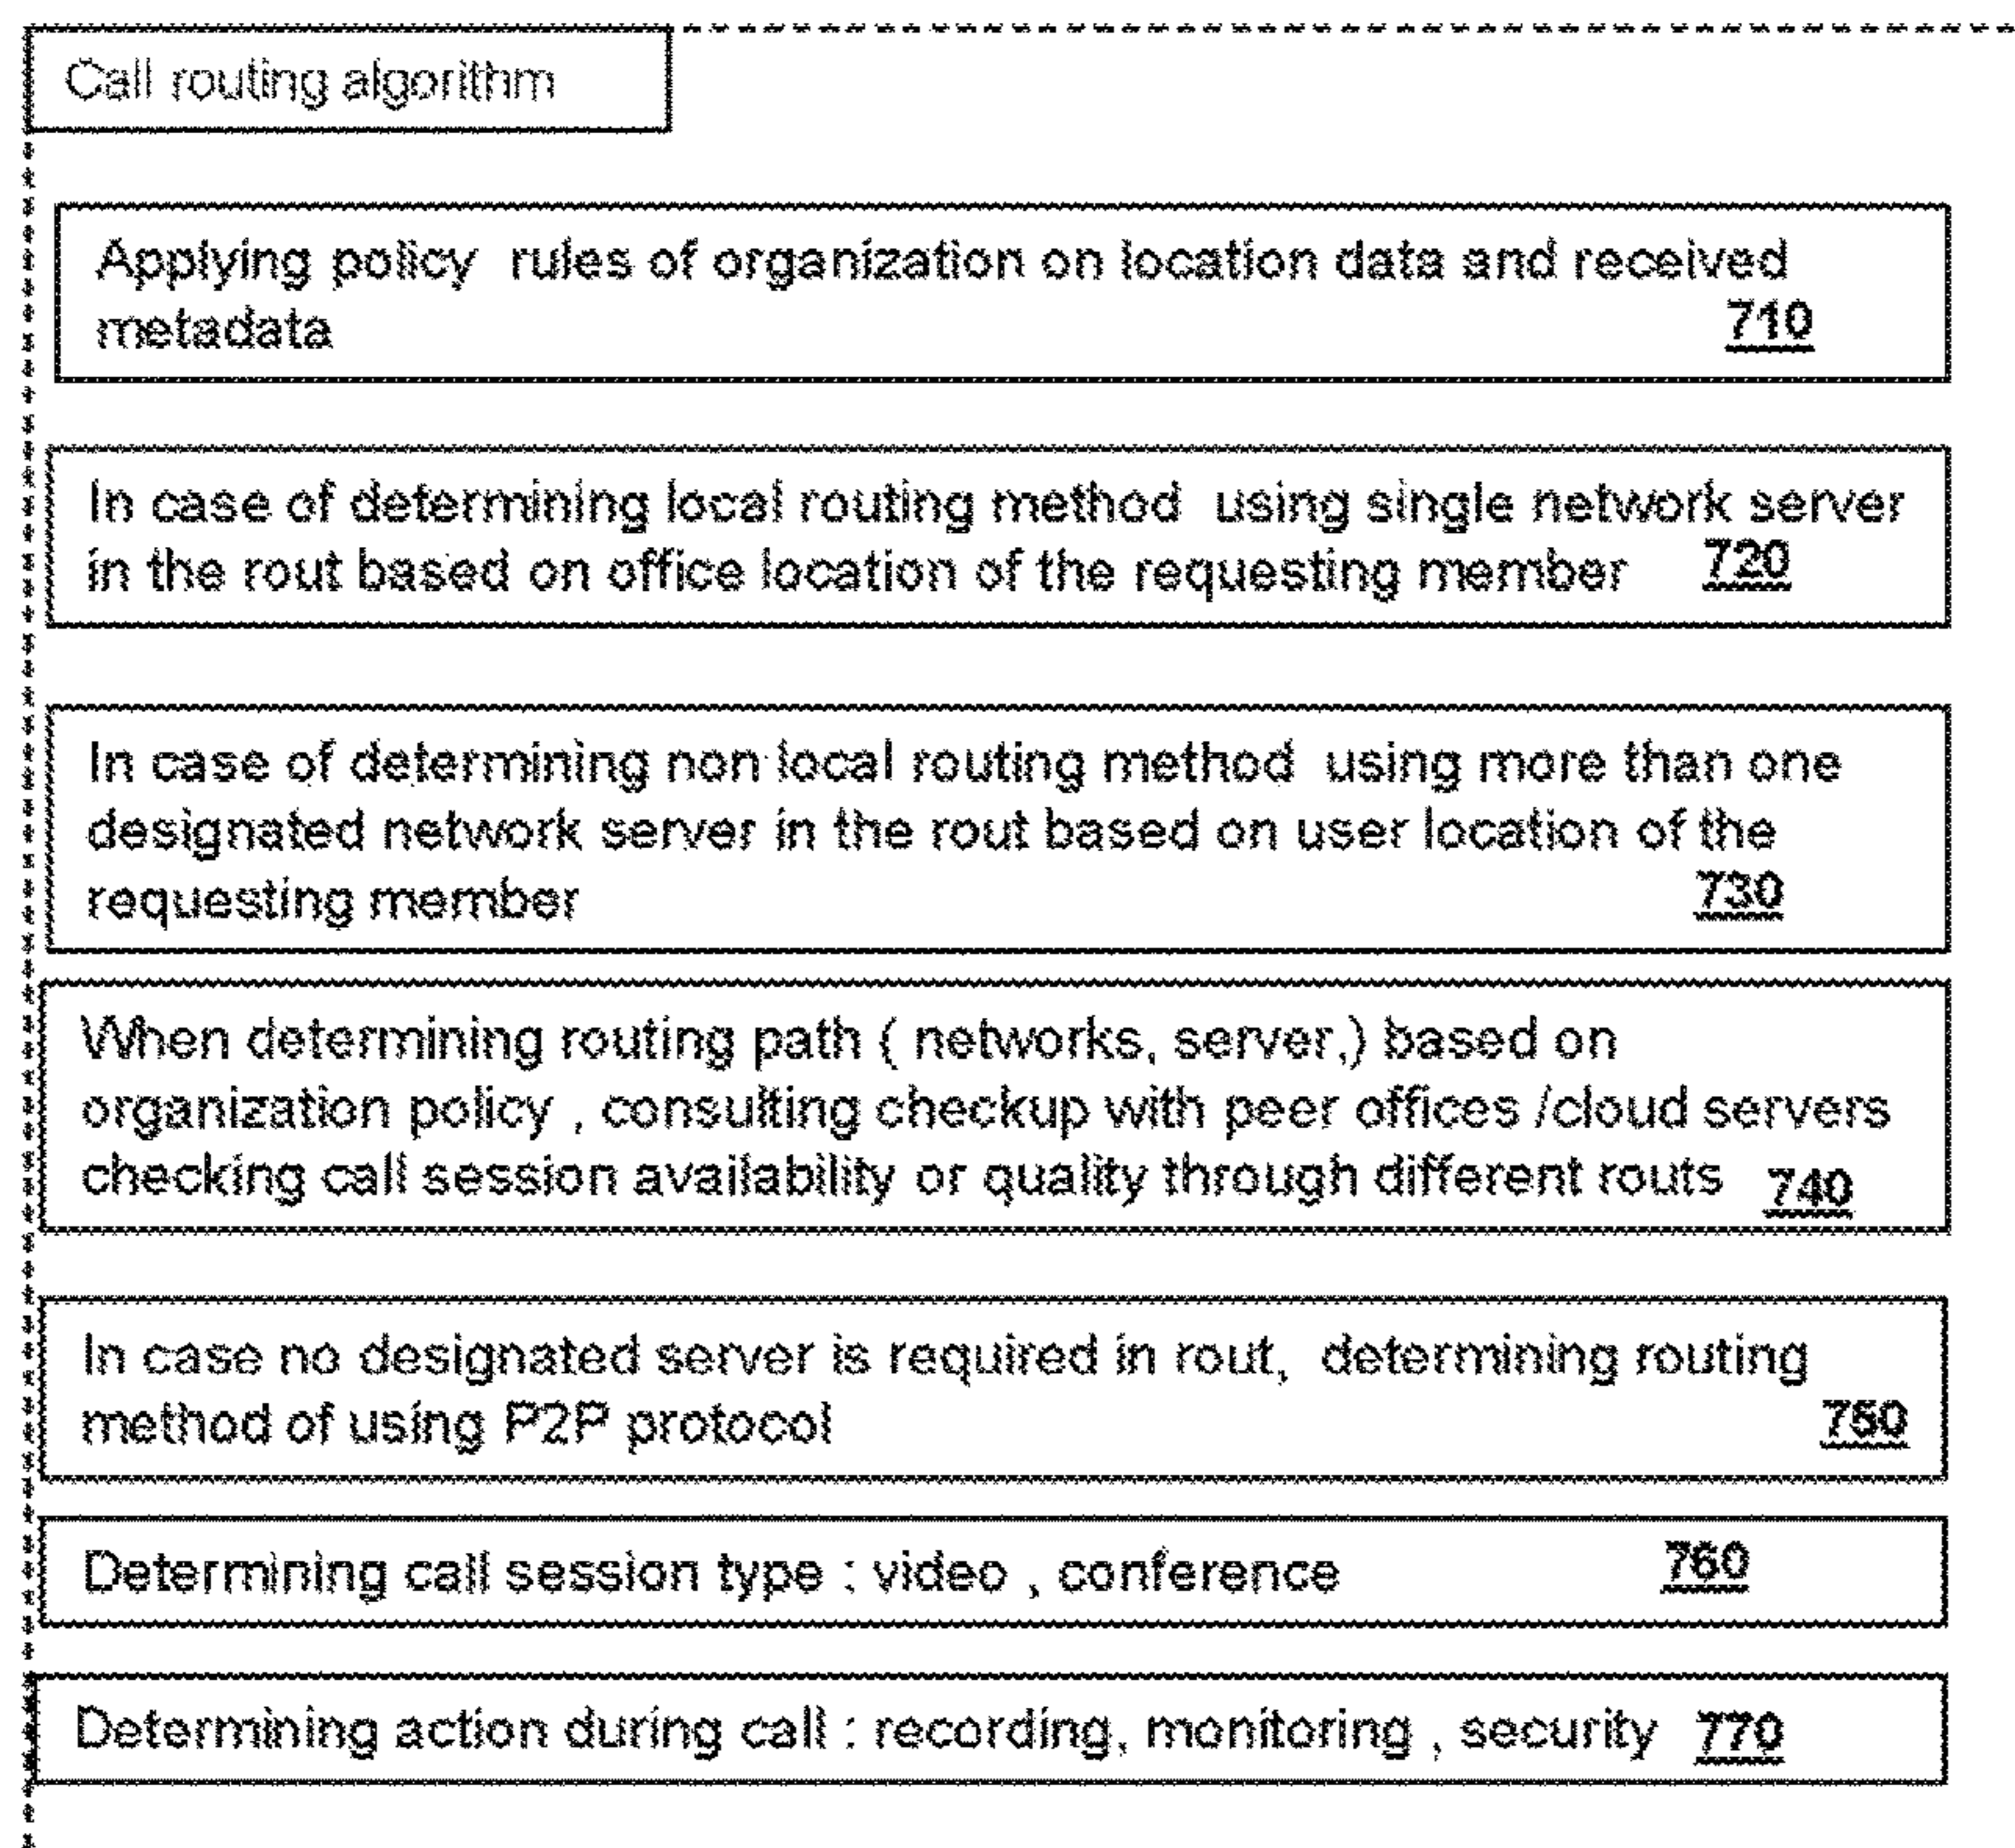 Call routing algorithm
Applying policy rules of organization on location data and received
metadata 710
In case of determining local routing method using single network server
in the rout based on office location of the requesting member 720
In case of determining non local routing method using more than one
designated network server in the rout based on user location of the
requesting member 730
When determining routing path ( networks, server,) based on
organization policy , consulting checkup with peer offices /cloud servers
checking call session availability or quality through different routs 740
In case no designated server is required in rout, determining routing
method of using P2P protocol 750
Determining call session type : video , conference 760
Determining action during call : recording, monitoring , security 770